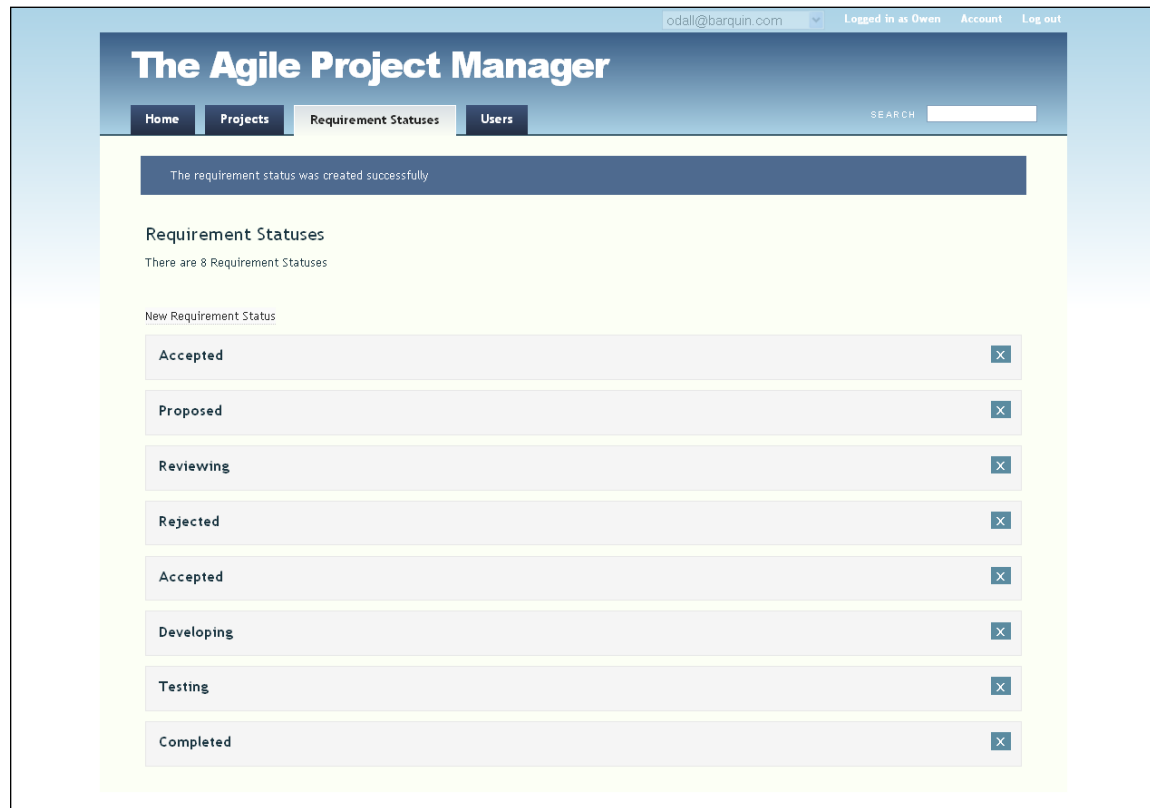 odall@barquin.com Logged in as Owen Account Log out
The Agile Project Manager
Home Projects Requirement Statuses Users SEARCH
The requirement status was created successfully
Requirement Statuses
There are 8 Requirement Statuses
New Requirement Status
Accepted X
Proposed X
Reviewing X
Rejected X
Accepted X
Developing X
Testing X
Completed X